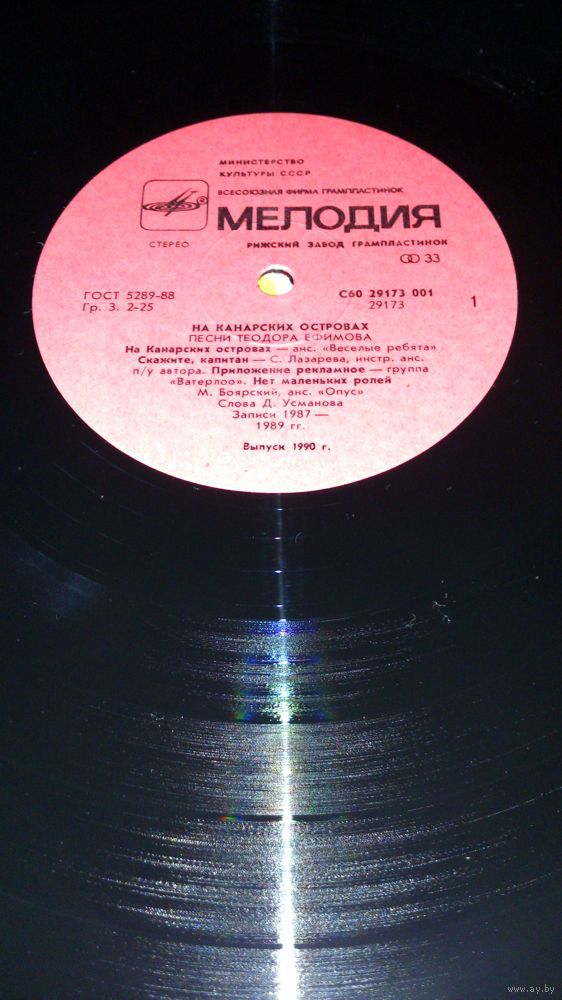 МИНИСТЕРСТВО
КУЛЬТУРЫ СССР
ВСЕСОЮЗНАЯ ФИРМА ГРАМПЛАСТИНОК
МЕЛОДИЯ
СТЕРЕО
РИЖСКИЙ ЗАВОД ГРАМПЛАСТИНОК
33
ГОСТ 5289-88
Гр. 3. 2-25
С60 29173 001
29173
1
НА КАНАРСКИХ ОСТРОВАХ
ПЕСНИ ТЕОДОРА ЕФИМОВА
На Канарских островах — анс. «Веселые ребята»
Скажите, капитан — С. Лазарева, инстр. анс.
п/у автора. Приложение рекламное — группа
«Ватерлоо». Нет маленьких ролей
М. Боярский, анс. «Опус»
Слова Д. Усманова
Записи 1987 —
1989 гг.
Выпуск 1990 г.
www.ay.by